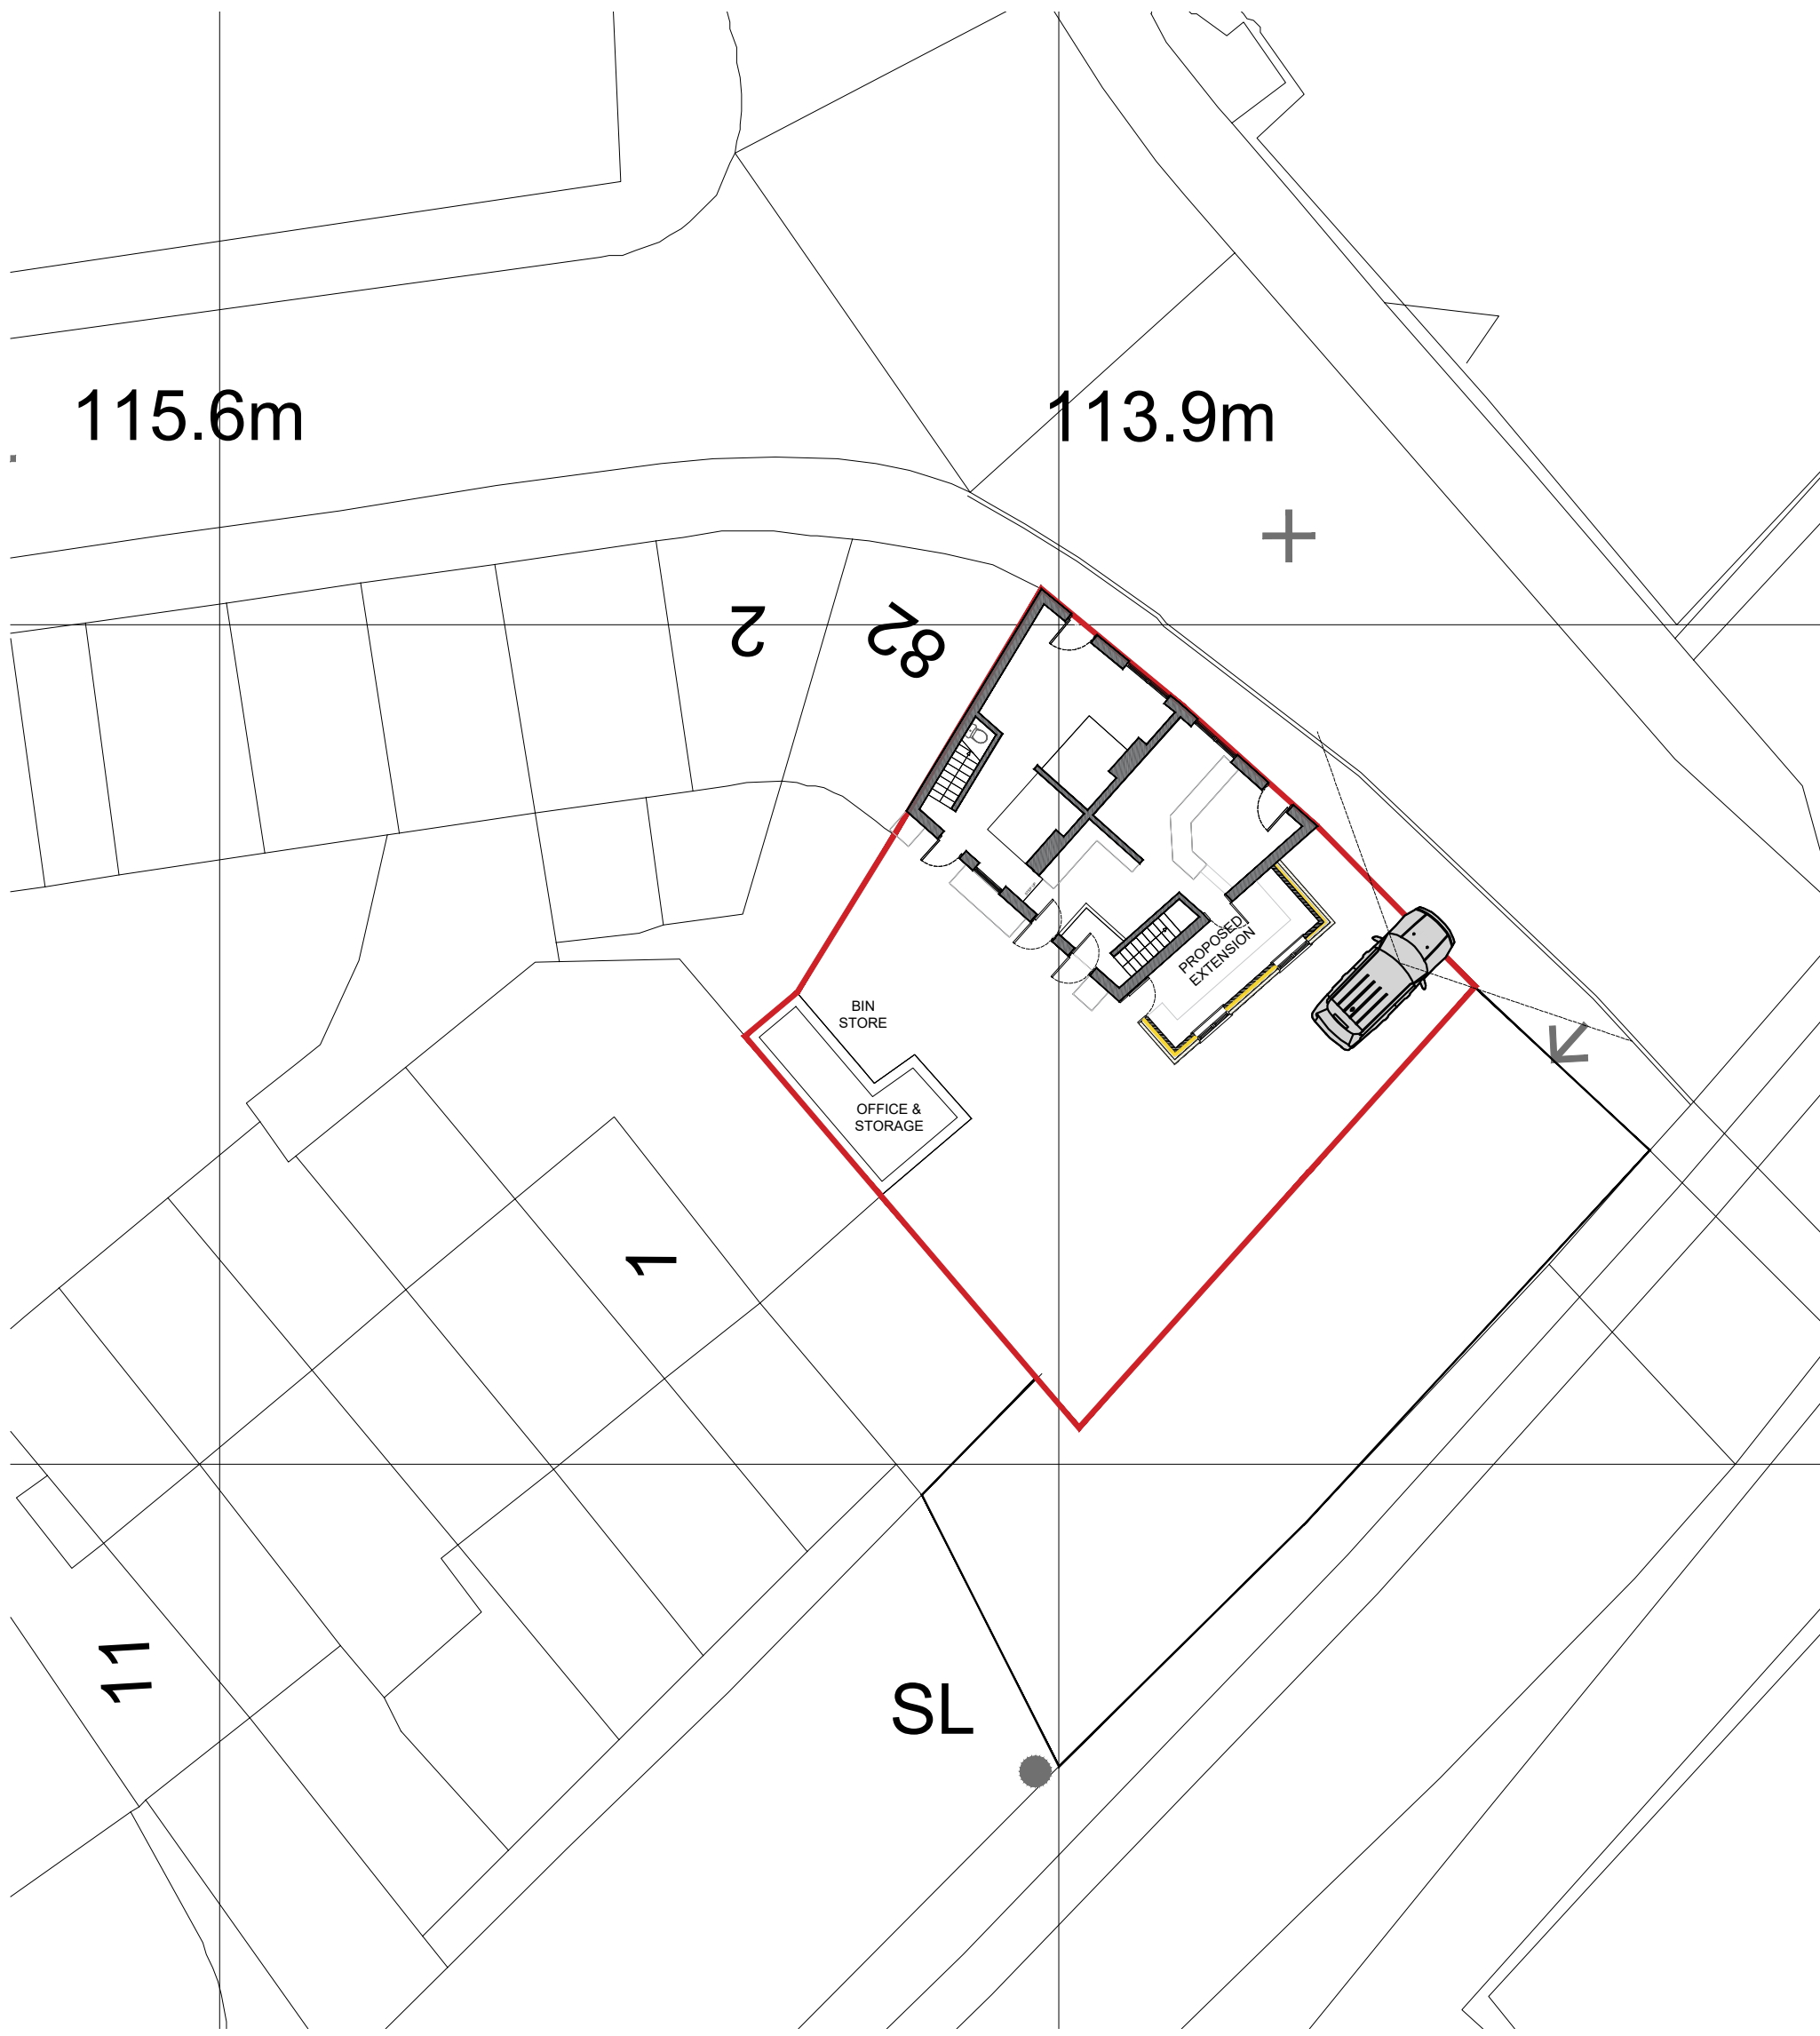 115.6m
113.9m
2
82
PROPOSED
EXTENSION
BIN
STORE
OFFICE &
STORAGE
1
11
SL